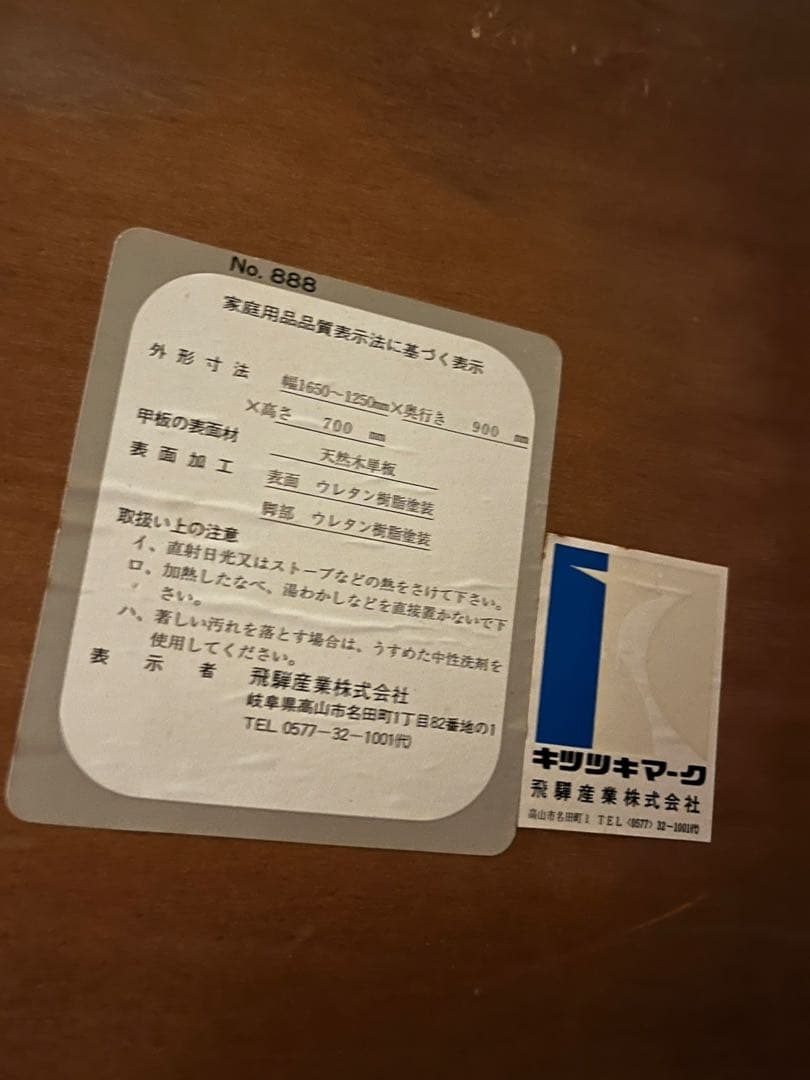 No. 888
家庭用品品質表示法に基づく表示
外形寸法 幅1650～1250mm×奥行き 900 mm
×高さ 700 mm
甲板の表面材 天然木単板
表面加工 表面 ウレタン樹脂塗装
脚部 ウレタン樹脂塗装
取扱い上の注意
イ、直射日光又はストーブなどの熱をさけて下さい。
ロ、加熱したなべ、湯わかしなどを直接置かないで下
さい。
ハ、著しい汚れを落とす場合は、うすめた中性洗剤を
使用してください。
表示者 飛騨産業株式会社
岐阜県高山市名田町1丁目82番地の1
TEL 0577-32-1001㈹
キツツキマーク
飛騨産業株式会社
高山市名田町1 TEL〈0577〉32-1001㈹